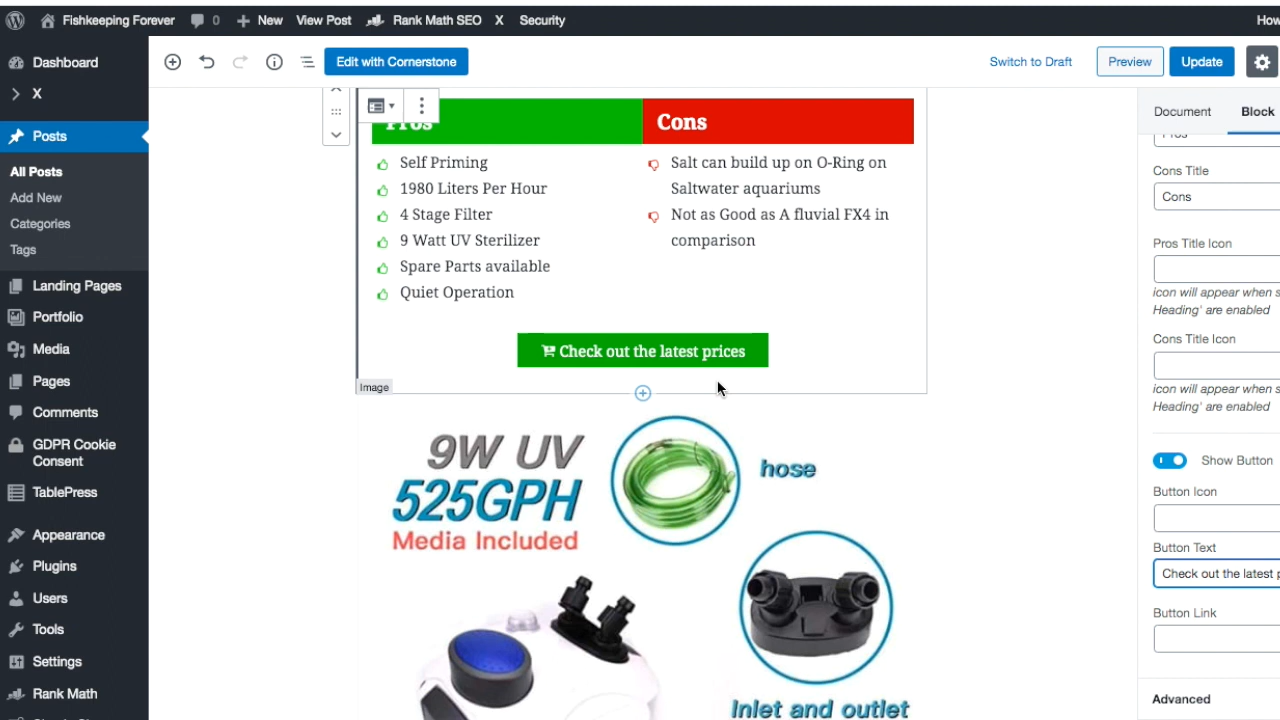 Fishkeeping Forever
0
New
View Post
Rank Math SEO
X
Security
How
Dashboard
X
Posts
All Posts
Add New
Categories
Tags
Landing Pages
Portfolio
Media
Pages
Comments
GDPR Cookie
Consent
TablePress
Appearance
Plugins
Users
Tools
Settings
Rank Math
Edit with Cornerstone
Switch to Draft
Preview
Update
Pros
Cons
Self Priming
1980 Liters Per Hour
4 Stage Filter
9 Watt UV Sterilizer
Spare Parts available
Quiet Operation
Salt can build up on O-Ring on
Saltwater aquariums
Not as Good as A fluvial FX4 in
comparison
Check out the latest prices
Image
9W UV
525GPH
Media Included
hose
Inlet and outlet
Document
Block
Pros
Cons Title
Cons
Pros Title Icon
icon will appear when s
Heading' are enabled
Cons Title Icon
icon will appear when s
Heading' are enabled
Show Button
Button Icon
Button Text
Check out the latest p
Button Link
Advanced